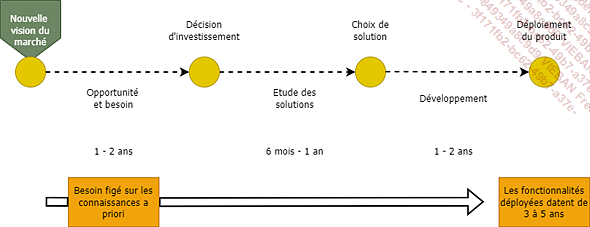 Nouvelle
vision du
marché
Décision
d'investissement
Choix de
solution
Déploiement
du produit
Opportunité
et besoin
Etude des
solutions
Développement
1 - 2 ans
6 mois - 1 an
1 - 2 ans
Besoin figé sur les
connaissances a
priori
Les fonctionnalités
déployées datent de
3 à 5 ans